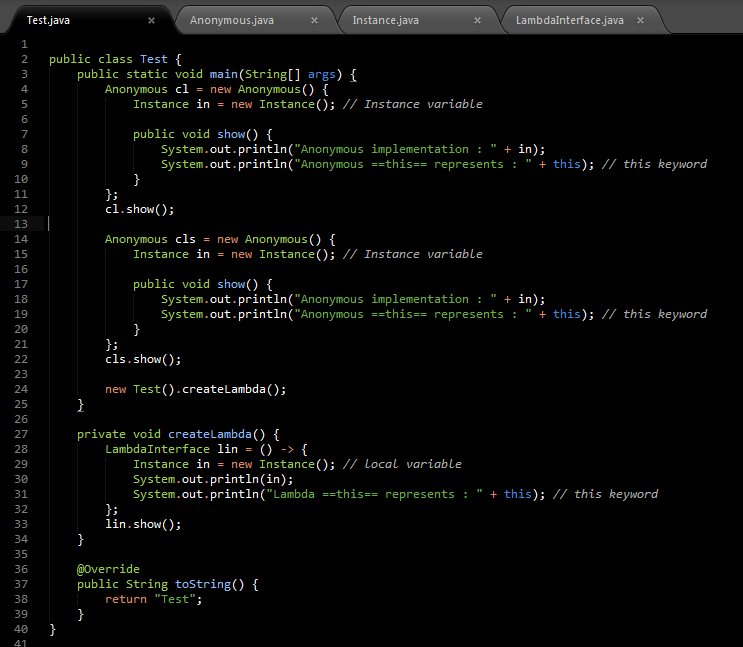 Test.java × Anonymous.java × Instance.java × LambdaInterface.java ×
1
2 public class Test {
3     public static void main(String[] args) {
4         Anonymous cl = new Anonymous() {
5             Instance in = new Instance(); // Instance variable
6
7             public void show() {
8                 System.out.println("Anonymous implementation : " + in);
9                 System.out.println("Anonymous ==this== represents : " + this); // this keyword
10             }
11         };
12         cl.show();
13
14         Anonymous cls = new Anonymous() {
15             Instance in = new Instance(); // Instance variable
16
17             public void show() {
18                 System.out.println("Anonymous implementation : " + in);
19                 System.out.println("Anonymous ==this== represents : " + this); // this keyword
20             }
21         };
22         cls.show();
23
24         new Test().createLambda();
25     }
26
27     private void createLambda() {
28         LambdaInterface lin = () -> {
29             Instance in = new Instance(); // local variable
30             System.out.println(in);
31             System.out.println("Lambda ==this== represents : " + this); // this keyword
32         };
33         lin.show();
34     }
35
36     @Override
37     public String toString() {
38         return "Test";
39     }
40 }
41